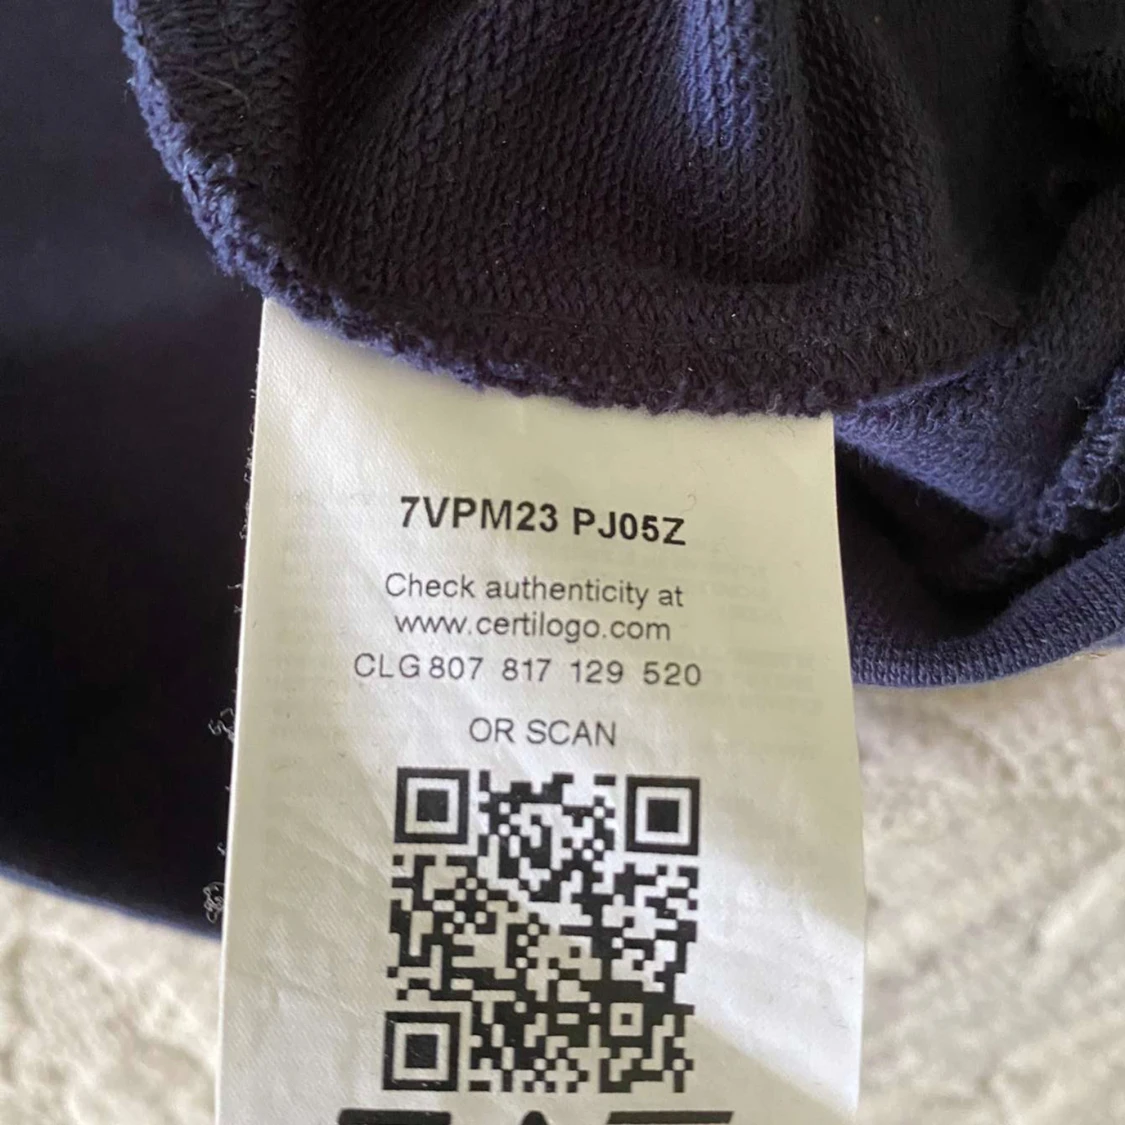 7VPM23 PJ05Z
Check authenticity at
www.certilogo.com
CLG 807 817 129 520
OR SCAN